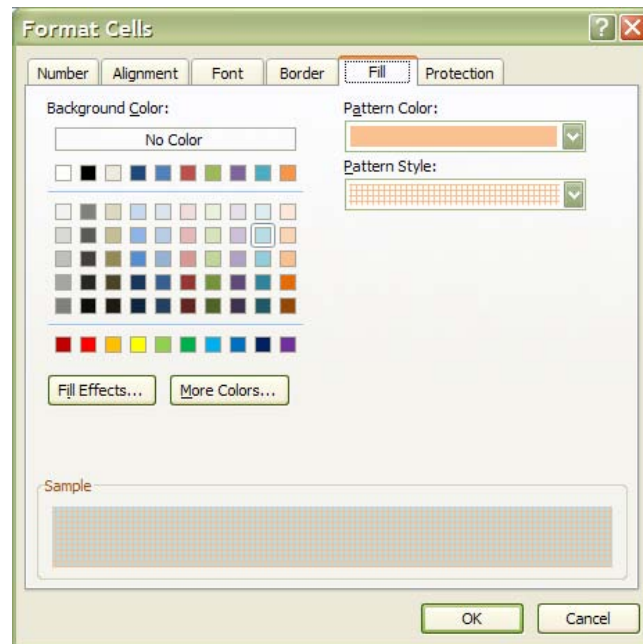 Format Cells
Number Alignment Font Border Fill Protection
Background Color:
No Color
Pattern Color:
Pattern Style:
Fill Effects... More Colors...
Sample
OK Cancel